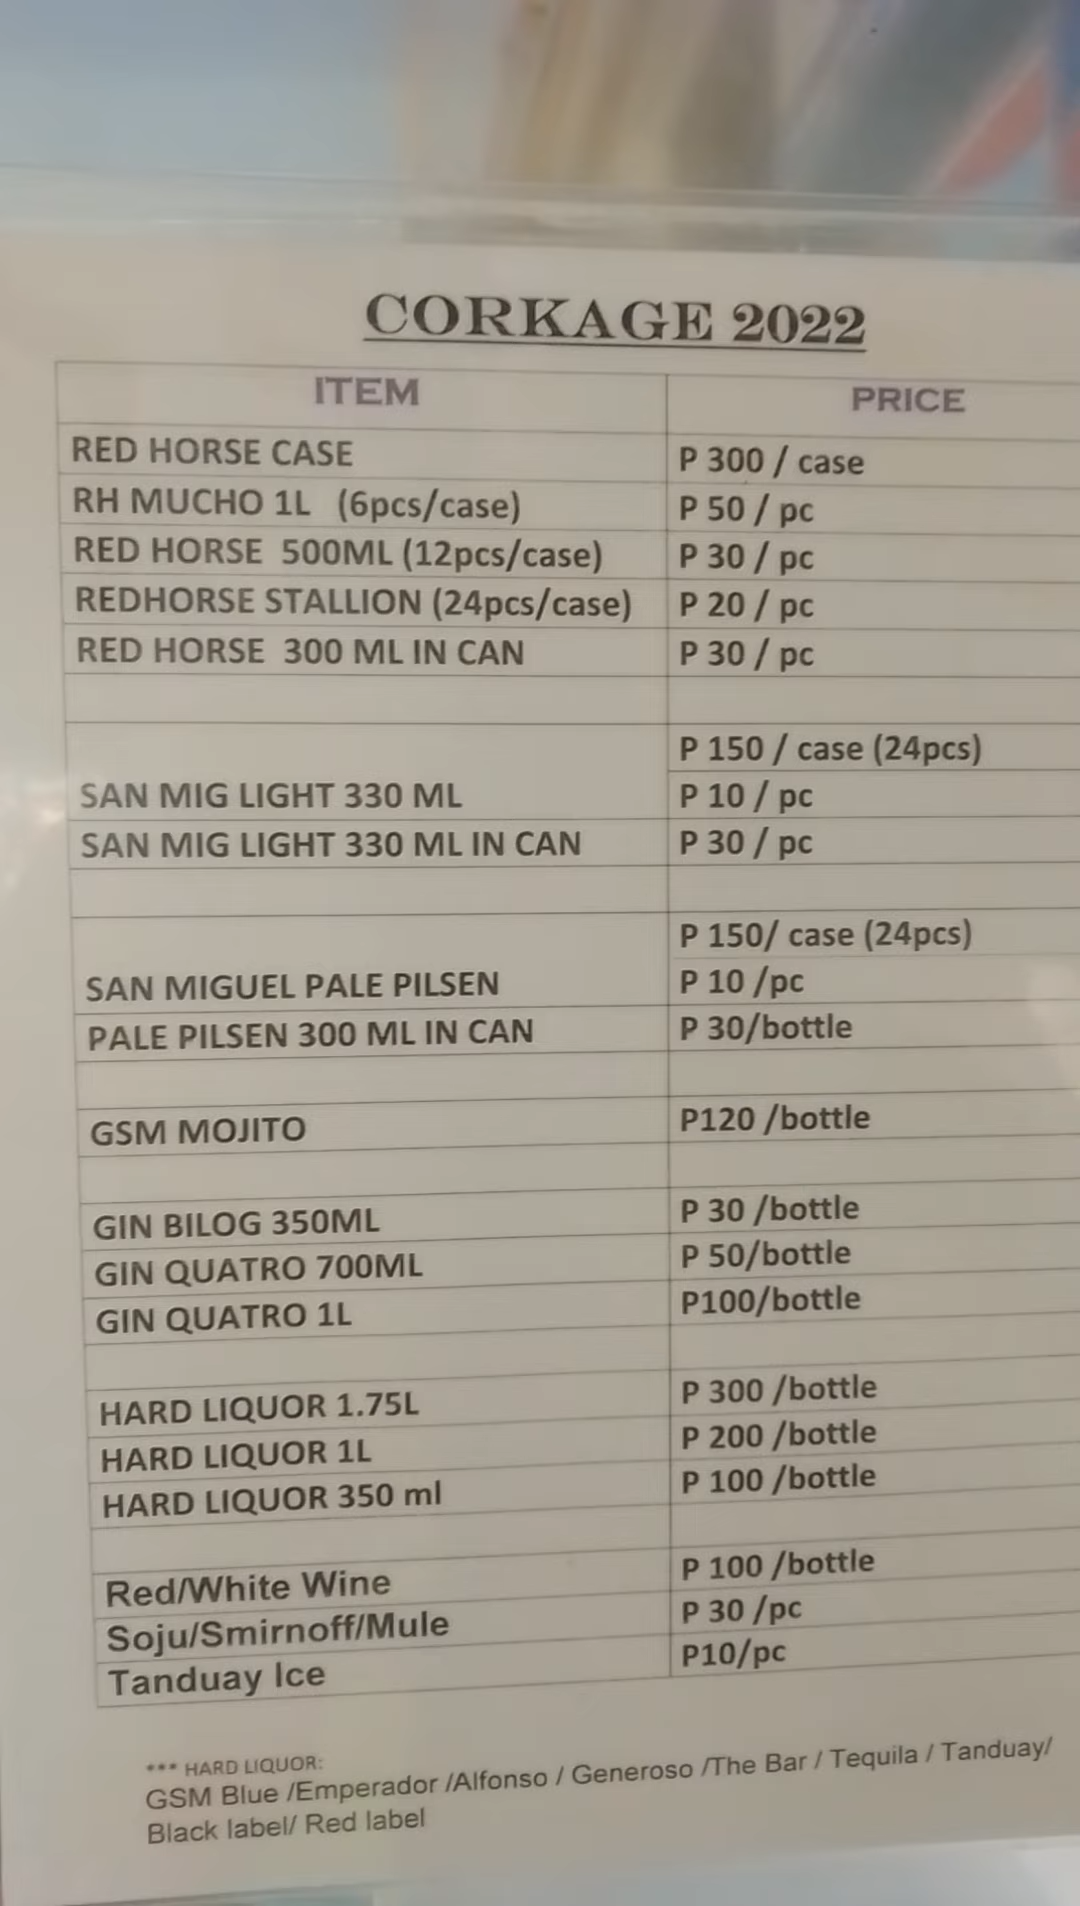 CORKAGE 2022
ITEM PRICE
RED HORSE CASE P 300 / case
RH MUCHO 1L (6pcs/case) P 50 / pc
RED HORSE 500ML (12pcs/case) P 30 / pc
REDHORSE STALLION (24pcs/case) P 20 / pc
RED HORSE 300 ML IN CAN P 30 / pc
P 150 / case (24pcs)
SAN MIG LIGHT 330 ML P 10 / pc
SAN MIG LIGHT 330 ML IN CAN P 30 / pc
P 150/ case (24pcs)
SAN MIGUEL PALE PILSEN P 10 /pc
PALE PILSEN 300 ML IN CAN P 30/bottle
GSM MOJITO P120 /bottle
GIN BILOG 350ML P 30 /bottle
GIN QUATRO 700ML P 50/bottle
GIN QUATRO 1L P100/bottle
HARD LIQUOR 1.75L P 300 /bottle
HARD LIQUOR 1L P 200 /bottle
HARD LIQUOR 350 ml P 100 /bottle
Red/White Wine P 100 /bottle
Soju/Smirnoff/Mule P 30 /pc
Tanduay Ice P10/pc
*** HARD LIQUOR:
GSM Blue /Emperador /Alfonso / Generoso /The Bar / Tequila / Tanduay/
Black label/ Red label